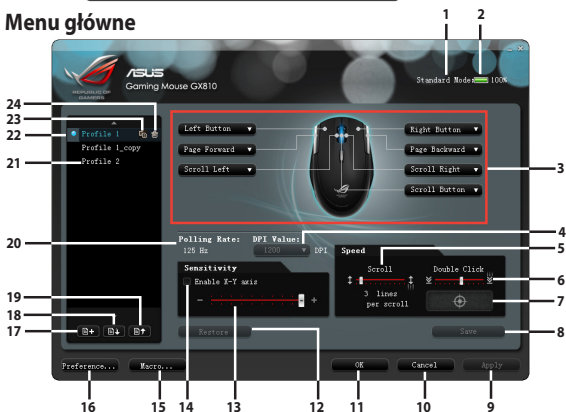 Menu główne
1 2
REPUBLIC OF GAMERS
ASUS
Gaming Mouse GX810
Standard Mode: 100%
24
23
22
21
Profile 1
Profile 1_copy
Profile 2
Left Button
Page Forward
Scroll Left
Right Button
Page Backward
Scroll Right
Scroll Button
3
4
5
20
Polling Rate:
125 Hz
DPI Value:
1200 DPI
Sensitivity
Enable X-Y axis
- +
Speed
Scroll
3 lines
per scroll
Double Click
6
7
19
18
17
Restore
Save
8
Preference...
Macro...
OK
Cancel
Apply
16 15 14 13 12 11 10 9